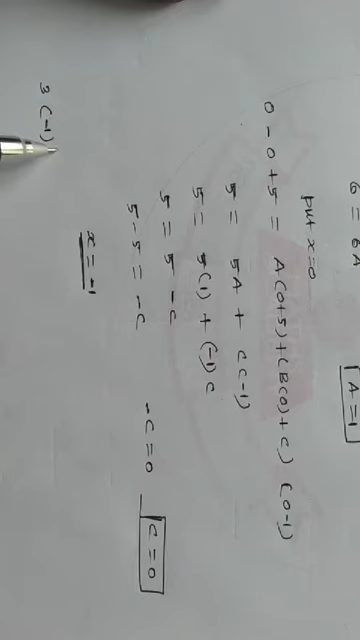 6 = 6A   A = 1
put x=0
0 - 0 + 5 = A(0+5) + (B(0) + C) (0-1)
5 = 5A + C(-1)
5 = 5(1) + (-1)C
5 = 5 - C
5 - 5 = -C   -C = 0   C = 0
x = -1
3(-1)